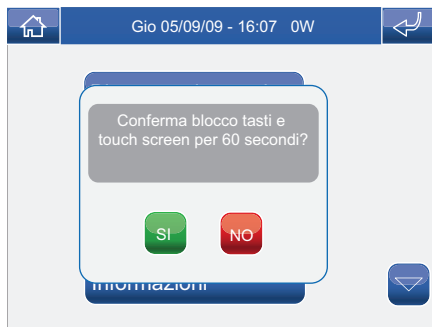 Gio 05/09/09 - 16:07 0W
Conferma blocco tasti e
touch screen per 60 secondi?
SI
NO
Informazioni